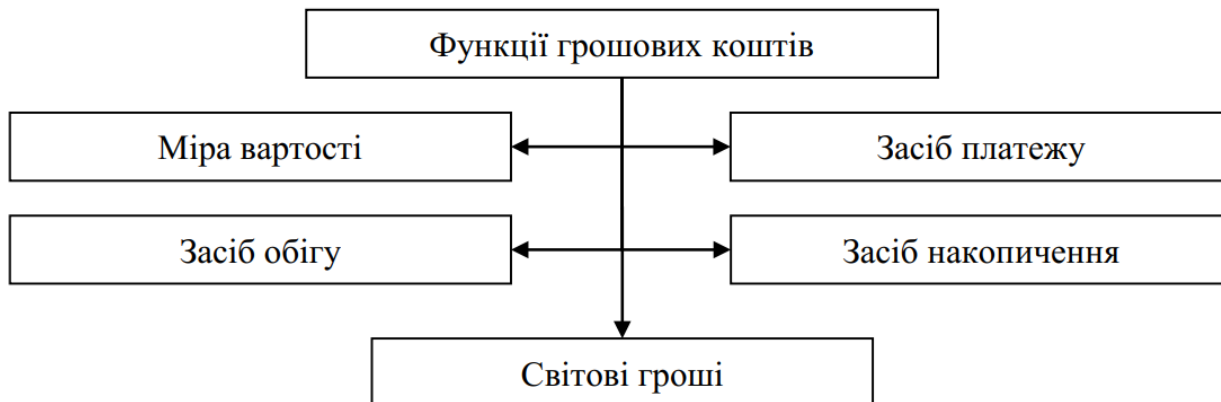 Функції грошових коштів
Міра вартості
Засіб платежу
Засіб обігу
Засіб накопичення
Світові гроші